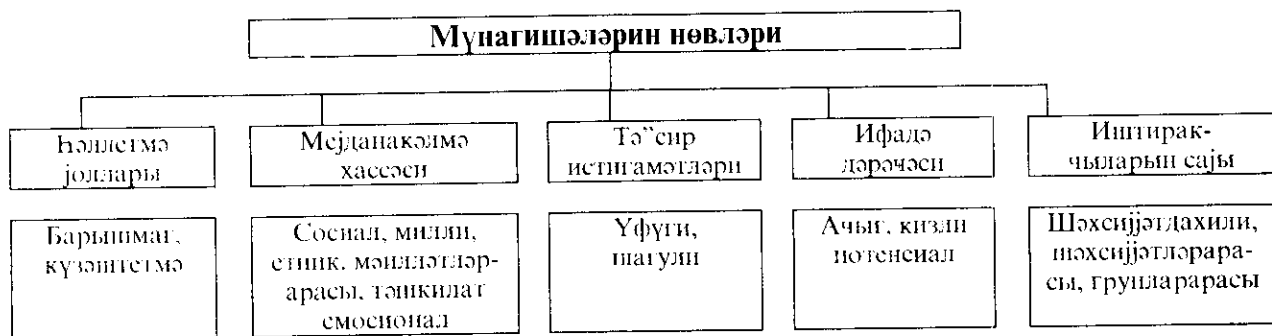 Мүнагишәләрин нөвләри
Һәллетмә
јоллары
Мејданакәлмә
хассәси
Тә”сир
истигамәтләри
Ифадә
дәрәчәси
Иштирак-
чыларын сајы
Барышмаг,
күзәштетмә
Сосиал, милли,
етник, мәилләтләр-
арасы, тәшкилат
емосионал
Үфүги,
шагули
Ачыг, кизли
потенсиал
Шәхсијјәтдахили,
шәхсијјәтләрара-
сы, групларарасы